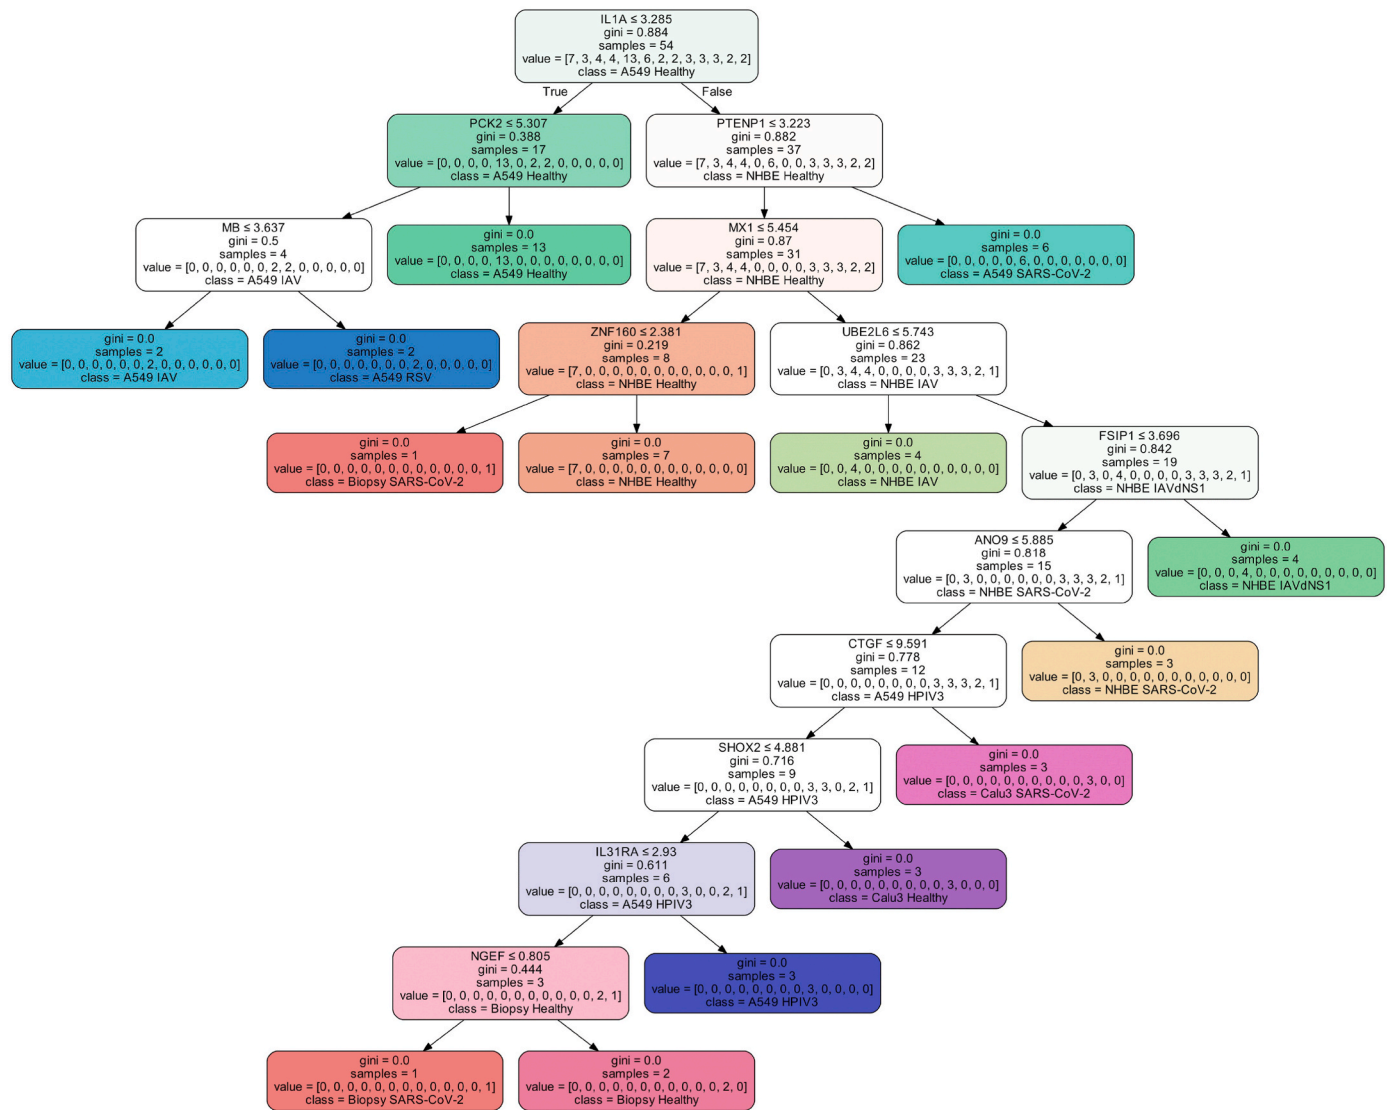 IL1A ≤ 3.285
gini = 0.884
samples = 54
value = [7, 3, 4, 4, 13, 6, 2, 2, 3, 3, 3, 2, 2]
class = A549 Healthy
True
False
PCK2 ≤ 5.307
gini = 0.388
samples = 17
value = [0, 0, 0, 0, 13, 0, 2, 2, 0, 0, 0, 0, 0]
class = A549 Healthy
PTENP1 ≤ 3.223
gini = 0.882
samples = 37
value = [7, 3, 4, 4, 0, 6, 0, 0, 3, 3, 3, 2, 2]
class = NHBE Healthy
MB ≤ 3.637
gini = 0.5
samples = 4
value = [0, 0, 0, 0, 0, 0, 2, 2, 0, 0, 0, 0, 0]
class = A549 IAV
gini = 0.0
samples = 13
value = [0, 0, 0, 0, 13, 0, 0, 0, 0, 0, 0, 0, 0]
class = A549 Healthy
MX1 ≤ 5.454
gini = 0.87
samples = 31
value = [7, 3, 4, 4, 0, 0, 0, 0, 3, 3, 3, 2, 2]
class = NHBE Healthy
gini = 0.0
samples = 6
value = [0, 0, 0, 0, 0, 6, 0, 0, 0, 0, 0, 0, 0]
class = A549 SARS-CoV-2
gini = 0.0
samples = 2
value = [0, 0, 0, 0, 0, 0, 2, 0, 0, 0, 0, 0, 0]
class = A549 IAV
gini = 0.0
samples = 2
value = [0, 0, 0, 0, 0, 0, 0, 2, 0, 0, 0, 0, 0]
class = A549 RSV
ZNF160 ≤ 2.381
gini = 0.219
samples = 8
value = [7, 0, 0, 0, 0, 0, 0, 0, 0, 0, 0, 0, 1]
class = NHBE Healthy
UBE2L6 ≤ 5.743
gini = 0.862
samples = 23
value = [0, 3, 4, 4, 0, 0, 0, 0, 3, 3, 3, 2, 1]
class = NHBE IAV
gini = 0.0
samples = 1
value = [0, 0, 0, 0, 0, 0, 0, 0, 0, 0, 0, 0, 1]
class = Biopsy SARS-CoV-2
gini = 0.0
samples = 7
value = [7, 0, 0, 0, 0, 0, 0, 0, 0, 0, 0, 0, 0]
class = NHBE Healthy
gini = 0.0
samples = 4
value = [0, 0, 4, 0, 0, 0, 0, 0, 0, 0, 0, 0, 0]
class = NHBE IAV
FSIP1 ≤ 3.696
gini = 0.842
samples = 19
value = [0, 3, 0, 4, 0, 0, 0, 0, 3, 3, 3, 2, 1]
class = NHBE IAVdNS1
ANO9 ≤ 5.885
gini = 0.818
samples = 15
value = [0, 3, 0, 0, 0, 0, 0, 0, 3, 3, 3, 2, 1]
class = NHBE SARS-CoV-2
gini = 0.0
samples = 4
value = [0, 0, 0, 4, 0, 0, 0, 0, 0, 0, 0, 0, 0]
class = NHBE IAVdNS1
CTGF ≤ 9.591
gini = 0.778
samples = 12
value = [0, 0, 0, 0, 0, 0, 0, 0, 3, 3, 3, 2, 1]
class = A549 HPIV3
gini = 0.0
samples = 3
value = [0, 3, 0, 0, 0, 0, 0, 0, 0, 0, 0, 0, 0]
class = NHBE SARS-CoV-2
SHOX2 ≤ 4.881
gini = 0.716
samples = 9
value = [0, 0, 0, 0, 0, 0, 0, 0, 3, 3, 0, 2, 1]
class = A549 HPIV3
gini = 0.0
samples = 3
value = [0, 0, 0, 0, 0, 0, 0, 0, 0, 0, 3, 0, 0]
class = Calu3 SARS-CoV-2
IL31RA ≤ 2.93
gini = 0.611
samples = 6
value = [0, 0, 0, 0, 0, 0, 0, 0, 3, 0, 0, 2, 1]
class = A549 HPIV3
gini = 0.0
samples = 3
value = [0, 0, 0, 0, 0, 0, 0, 0, 0, 3, 0, 0, 0]
class = Calu3 Healthy
NGEF ≤ 0.805
gini = 0.444
samples = 3
value = [0, 0, 0, 0, 0, 0, 0, 0, 0, 0, 0, 2, 1]
class = Biopsy Healthy
gini = 0.0
samples = 3
value = [0, 0, 0, 0, 0, 0, 0, 0, 3, 0, 0, 0, 0]
class = A549 HPIV3
gini = 0.0
samples = 1
value = [0, 0, 0, 0, 0, 0, 0, 0, 0, 0, 0, 0, 1]
class = Biopsy SARS-CoV-2
gini = 0.0
samples = 2
value = [0, 0, 0, 0, 0, 0, 0, 0, 0, 0, 0, 2, 0]
class = Biopsy Healthy